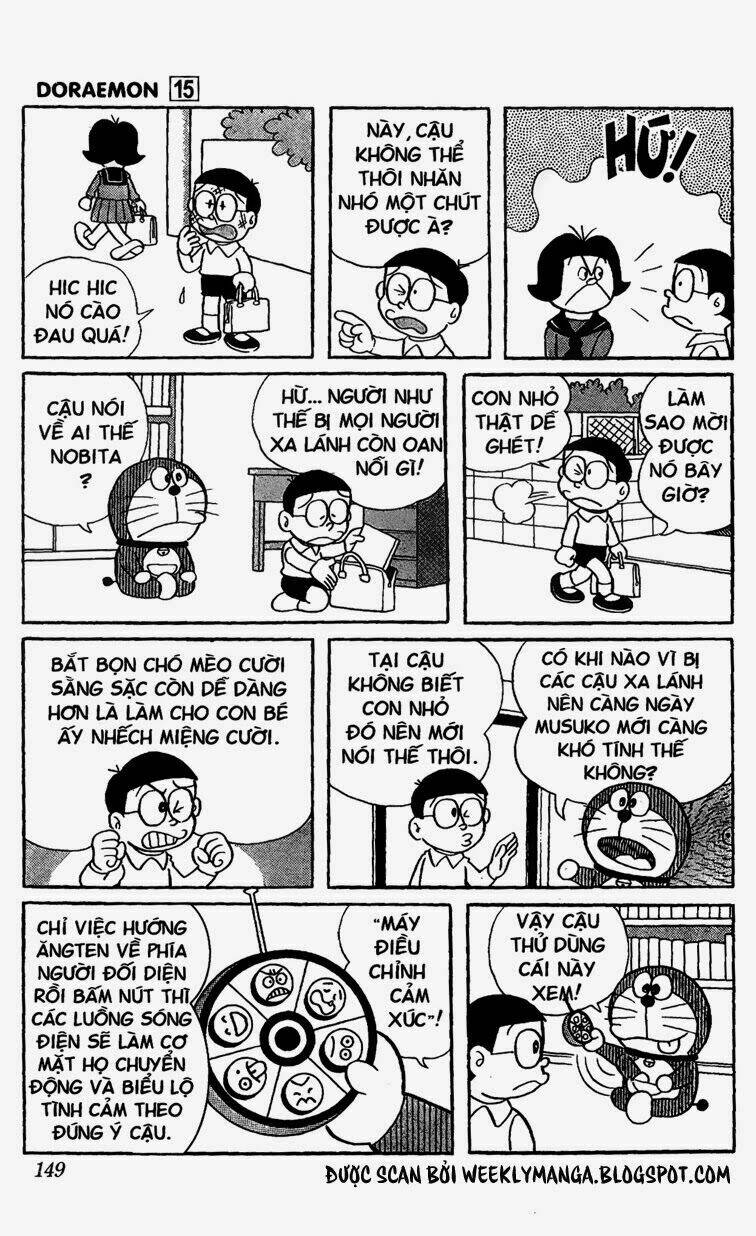 DORAEMON 15
HỨ!
NÀY, CẬU
KHÔNG THỂ
THÔI NHĂN
NHÓ MỘT CHÚT
ĐƯỢC À?
HIC HIC
NÓ CÀO
ĐAU QUÁ!
LÀM
SAO MỜI
ĐƯỢC
NÓ BÂY
GIỜ?
CON NHỎ
THẬT DỄ
GHÉT!
HỪ... NGƯỜI NHƯ
THẾ BỊ MỌI NGƯỜI
XA LÁNH CÒN OAN
NỖI GÌ!
CẬU NÓI
VỀ AI THẾ
NOBITA
?
CÓ KHI NÀO VÌ BỊ
CÁC CẬU XA LÁNH
NÊN CÀNG NGÀY
MUSUKO MỚI CÀNG
KHÓ TÍNH THẾ
KHÔNG?
TẠI CẬU
KHÔNG BIẾT
CON NHỎ
ĐÓ NÊN MỚI
NÓI THẾ THÔI.
BẮT BỌN CHÓ MÈO CƯỜI
SẰNG SẶC CÒN DỄ DÀNG
HƠN LÀ LÀM CHO CON BÉ
ẤY NHẾCH MIỆNG CƯỜI.
VẬY CẬU
THỬ DÙNG
CÁI NÀY
XEM!
"MÁY
ĐIỀU
CHỈNH
CẢM
XÚC"!
CHỈ VIỆC HƯỚNG
ĂNGTEN VỀ PHÍA
NGƯỜI ĐỐI DIỆN
RỒI BẤM NÚT THÌ
CÁC LUỒNG SÓNG
ĐIỆN SẼ LÀM CƠ
MẶT HỌ CHUYỂN
ĐỘNG VÀ BIỂU LỘ
TÌNH CẢM THEO
ĐÚNG Ý CẬU.
149
ĐƯỢC SCAN BỞI WEEKLYMANGA.BLOGSPOT.COM